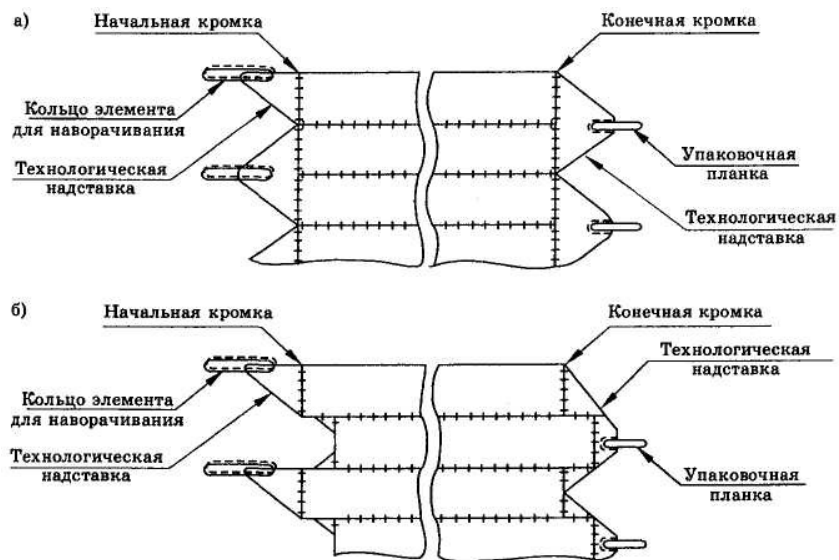 а)
Начальная кромка
Конечная кромка
Кольцо элемента
для наворачивания
Технологическая
надставка
Упаковочная
планка
Технологическая
надставка
б)
Начальная кромка
Конечная кромка
Технологическая
надставка
Кольцо элемента
для наворачивания
Технологическая
надставка
Упаковочная
планка